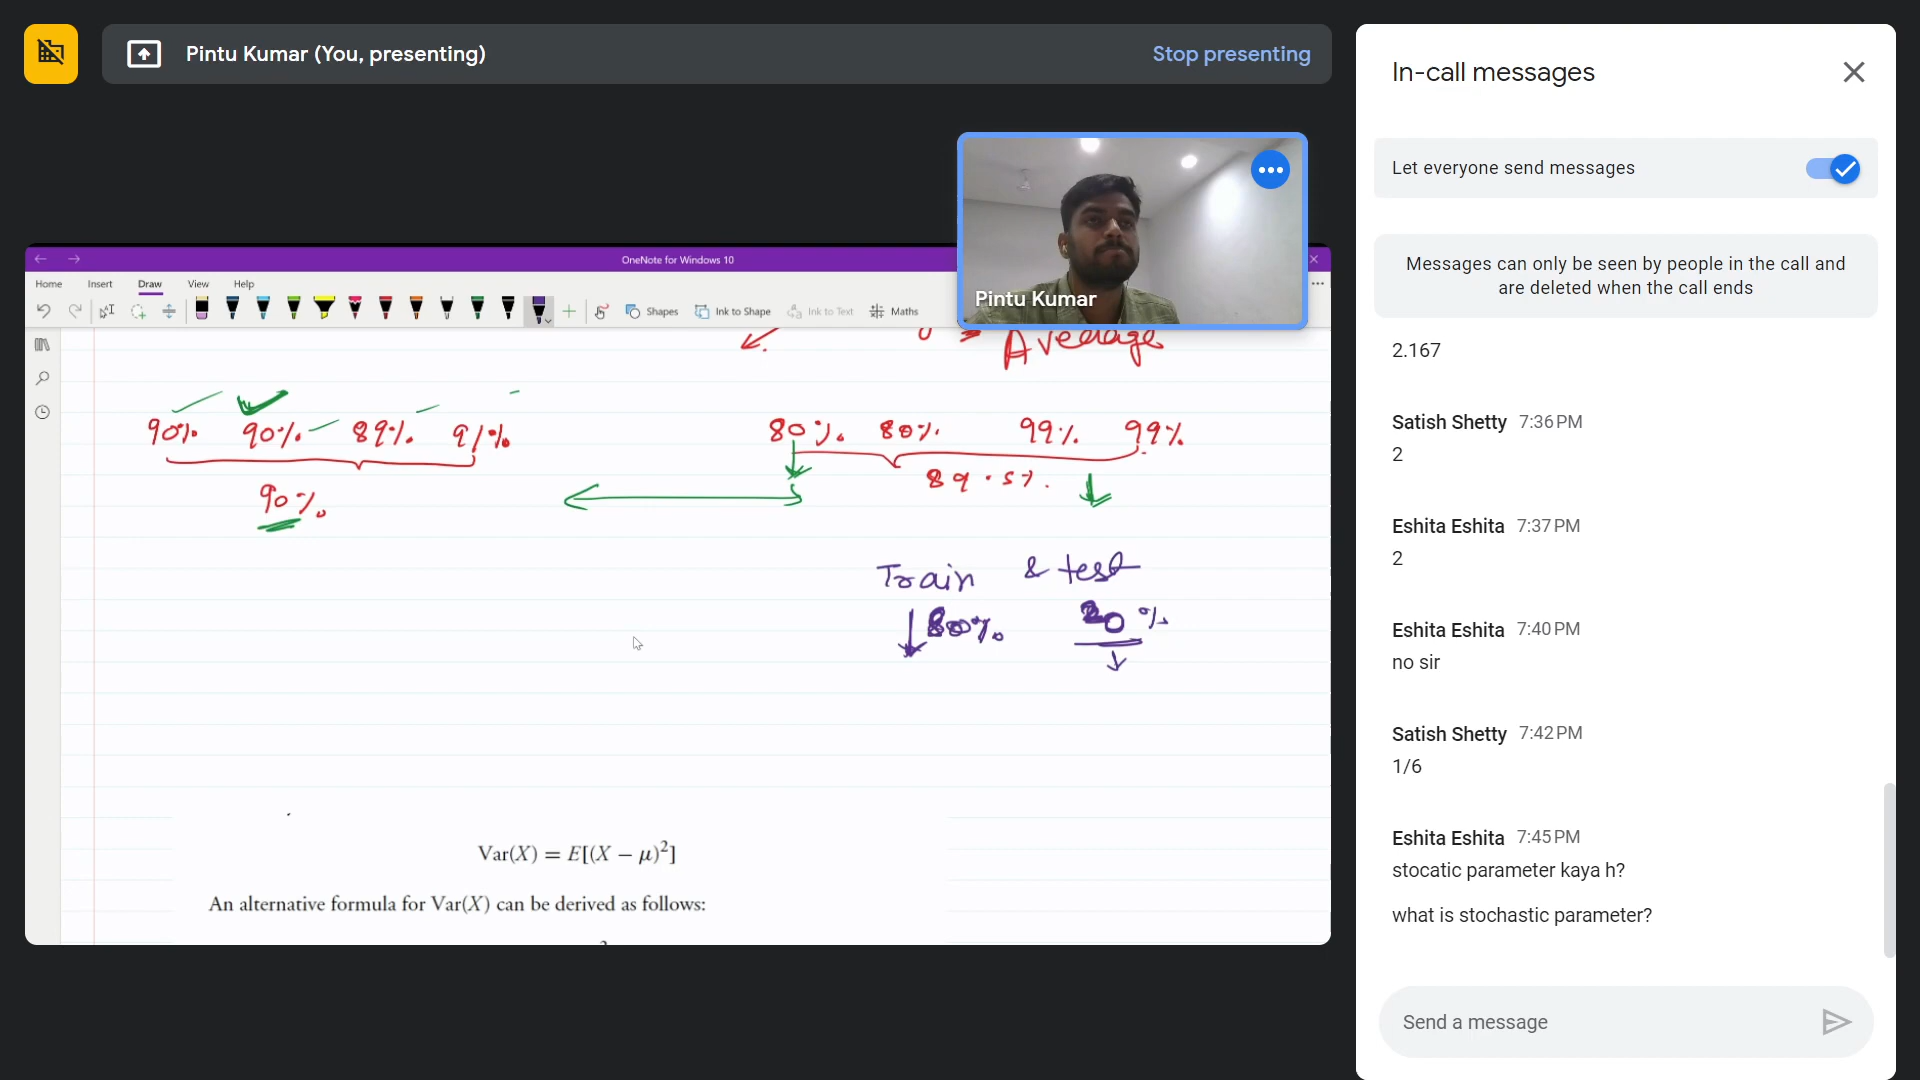 Pintu Kumar (You, presenting)
Stop presenting
OneNote for Windows 10
Home Insert Draw View Help
Shapes Ink to Shape Ink to Text Maths
Pintu Kumar
Average
90% 90% 89% 91%
80% 80% 99% 99%
90%
89.5%.
Train & test
80% 20%
Var(X) = E[(X − μ)²]
An alternative formula for Var(X) can be derived as follows:
In-call messages
Let everyone send messages
Messages can only be seen by people in the call and
are deleted when the call ends
2.167
Satish Shetty 7:36 PM
2
Eshita Eshita 7:37 PM
2
Eshita Eshita 7:40 PM
no sir
Satish Shetty 7:42 PM
1/6
Eshita Eshita 7:45 PM
stocatic parameter kaya h?
what is stochastic parameter?
Send a message